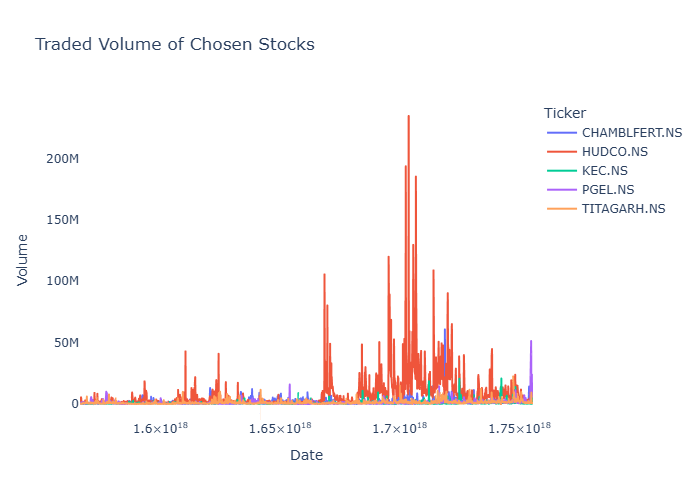 Traded Volume of Chosen Stocks
Ticker
CHAMBLFERT.NS
HUDCO.NS
KEC.NS
PGEL.NS
TITAGARH.NS
Volume
200M
150M
100M
50M
0
1.6×10¹⁸ 1.65×10¹⁸ 1.7×10¹⁸ 1.75×10¹⁸
Date